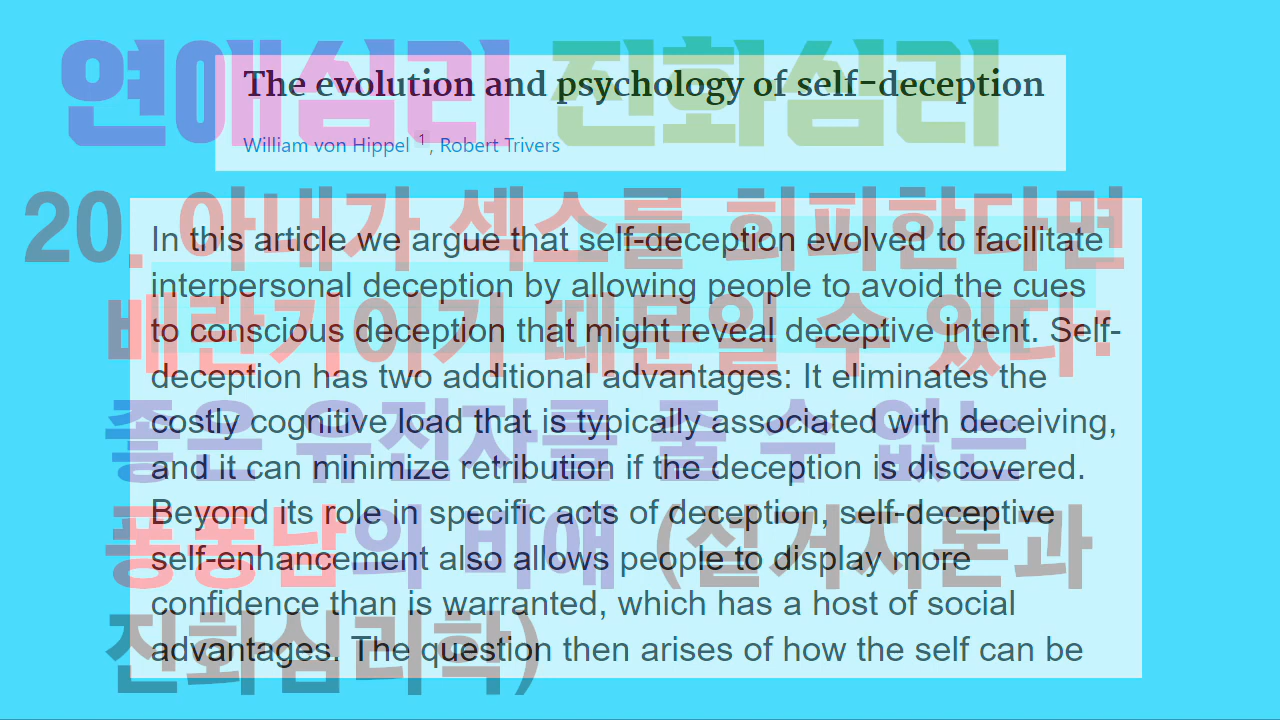 연애심리 진화심리
The evolution and psychology of self-deception
William von Hippel 1, Robert Trivers
20. 아내가 섹스를 회피한다면
배란기이기 때문일 수 있다:
좋은 유전자를 줄 수 없는
퐁퐁남의 비애 (설거지론과
진화심리학)
In this article we argue that self-deception evolved to facilitate
interpersonal deception by allowing people to avoid the cues
to conscious deception that might reveal deceptive intent. Self-
deception has two additional advantages: It eliminates the
costly cognitive load that is typically associated with deceiving,
and it can minimize retribution if the deception is discovered.
Beyond its role in specific acts of deception, self-deceptive
self-enhancement also allows people to display more
confidence than is warranted, which has a host of social
advantages. The question then arises of how the self can be